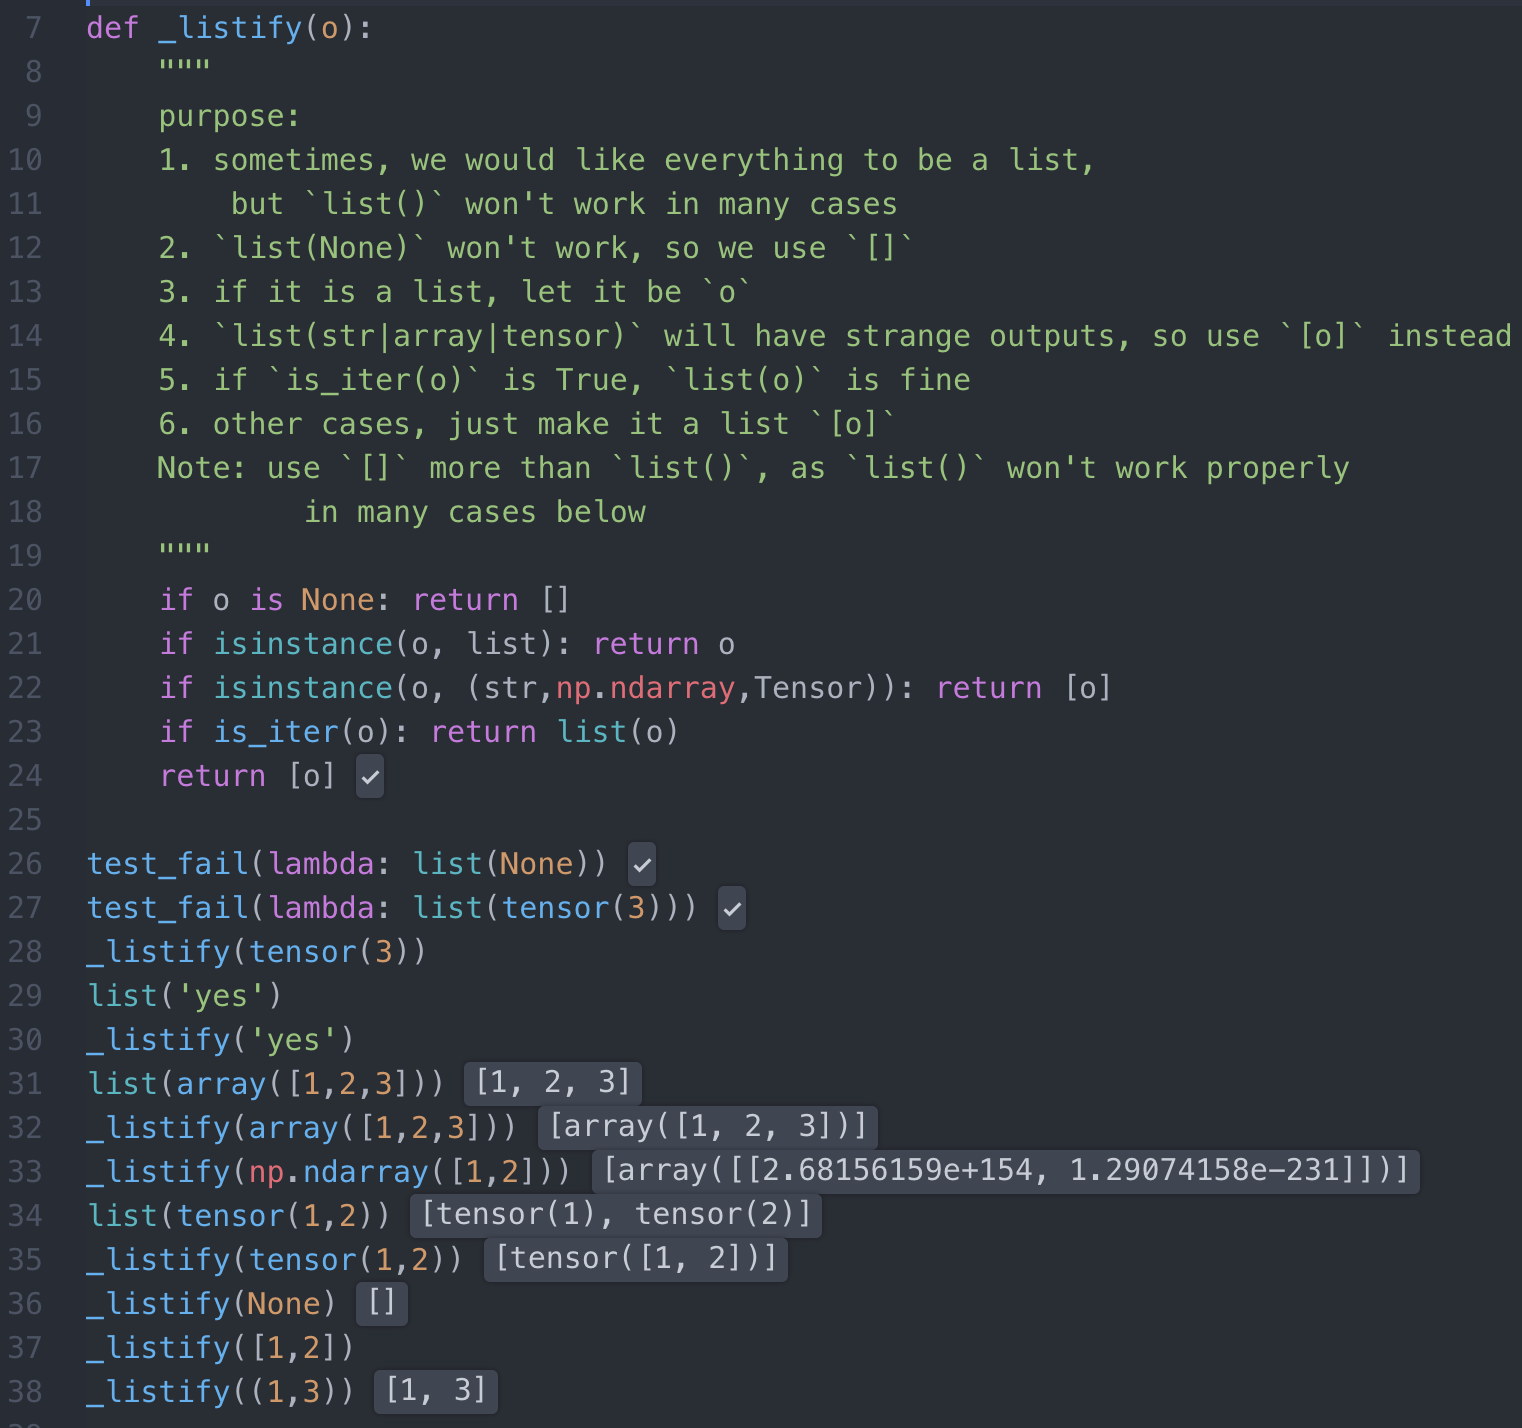 7 def _listify(o):
8     """
9     purpose:
10     1. sometimes, we would like everything to be a list,
11         but `list()` won't work in many cases
12     2. `list(None)` won't work, so we use `[]`
13     3. if it is a list, let it be `o`
14     4. `list(str|array|tensor)` will have strange outputs, so use `[o]` instead
15     5. if `is_iter(o)` is True, `list(o)` is fine
16     6. other cases, just make it a list `[o]`
17     Note: use `[]` more than `list()`, as `list()` won't work properly
18             in many cases below
19     """
20     if o is None: return []
21     if isinstance(o, list): return o
22     if isinstance(o, (str,np.ndarray,Tensor)): return [o]
23     if is_iter(o): return list(o)
24     return [o] ✓
25
26 test_fail(lambda: list(None)) ✓
27 test_fail(lambda: list(tensor(3))) ✓
28 _listify(tensor(3))
29 list('yes')
30 _listify('yes')
31 list(array([1,2,3])) [1, 2, 3]
32 _listify(array([1,2,3])) [array([1, 2, 3])]
33 _listify(np.ndarray([1,2])) [array([[2.68156159e+154, 1.29074158e−231]])]
34 list(tensor(1,2)) [tensor(1), tensor(2)]
35 _listify(tensor(1,2)) [tensor([1, 2])]
36 _listify(None) []
37 _listify([1,2])
38 _listify((1,3)) [1, 3]